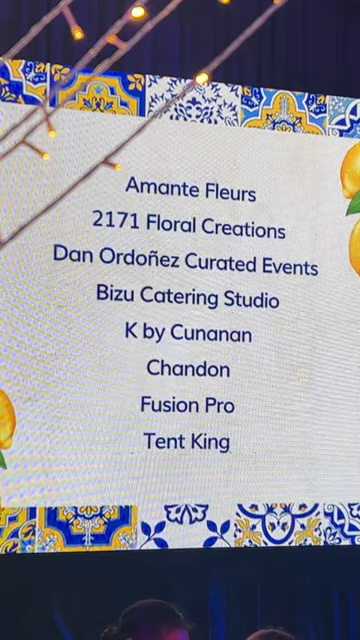 Amante Fleurs
2171 Floral Creations
Dan Ordoñez Curated Events
Bizu Catering Studio
K by Cunanan
Chandon
Fusion Pro
Tent King